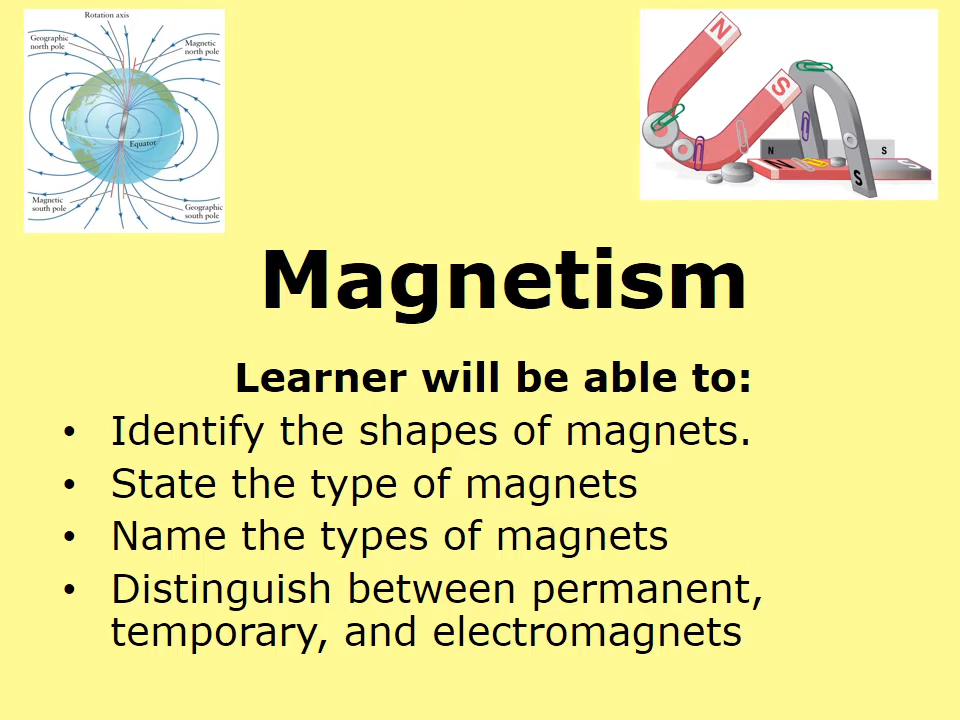 Rotation axis
Geographic
north pole
Magnetic
north pole
Equator
Magnetic
south pole
Geographic
south pole
N
S
N
S
N
S
Magnetism
Learner will be able to:
• Identify the shapes of magnets.
• State the type of magnets
• Name the types of magnets
• Distinguish between permanent,
temporary, and electromagnets